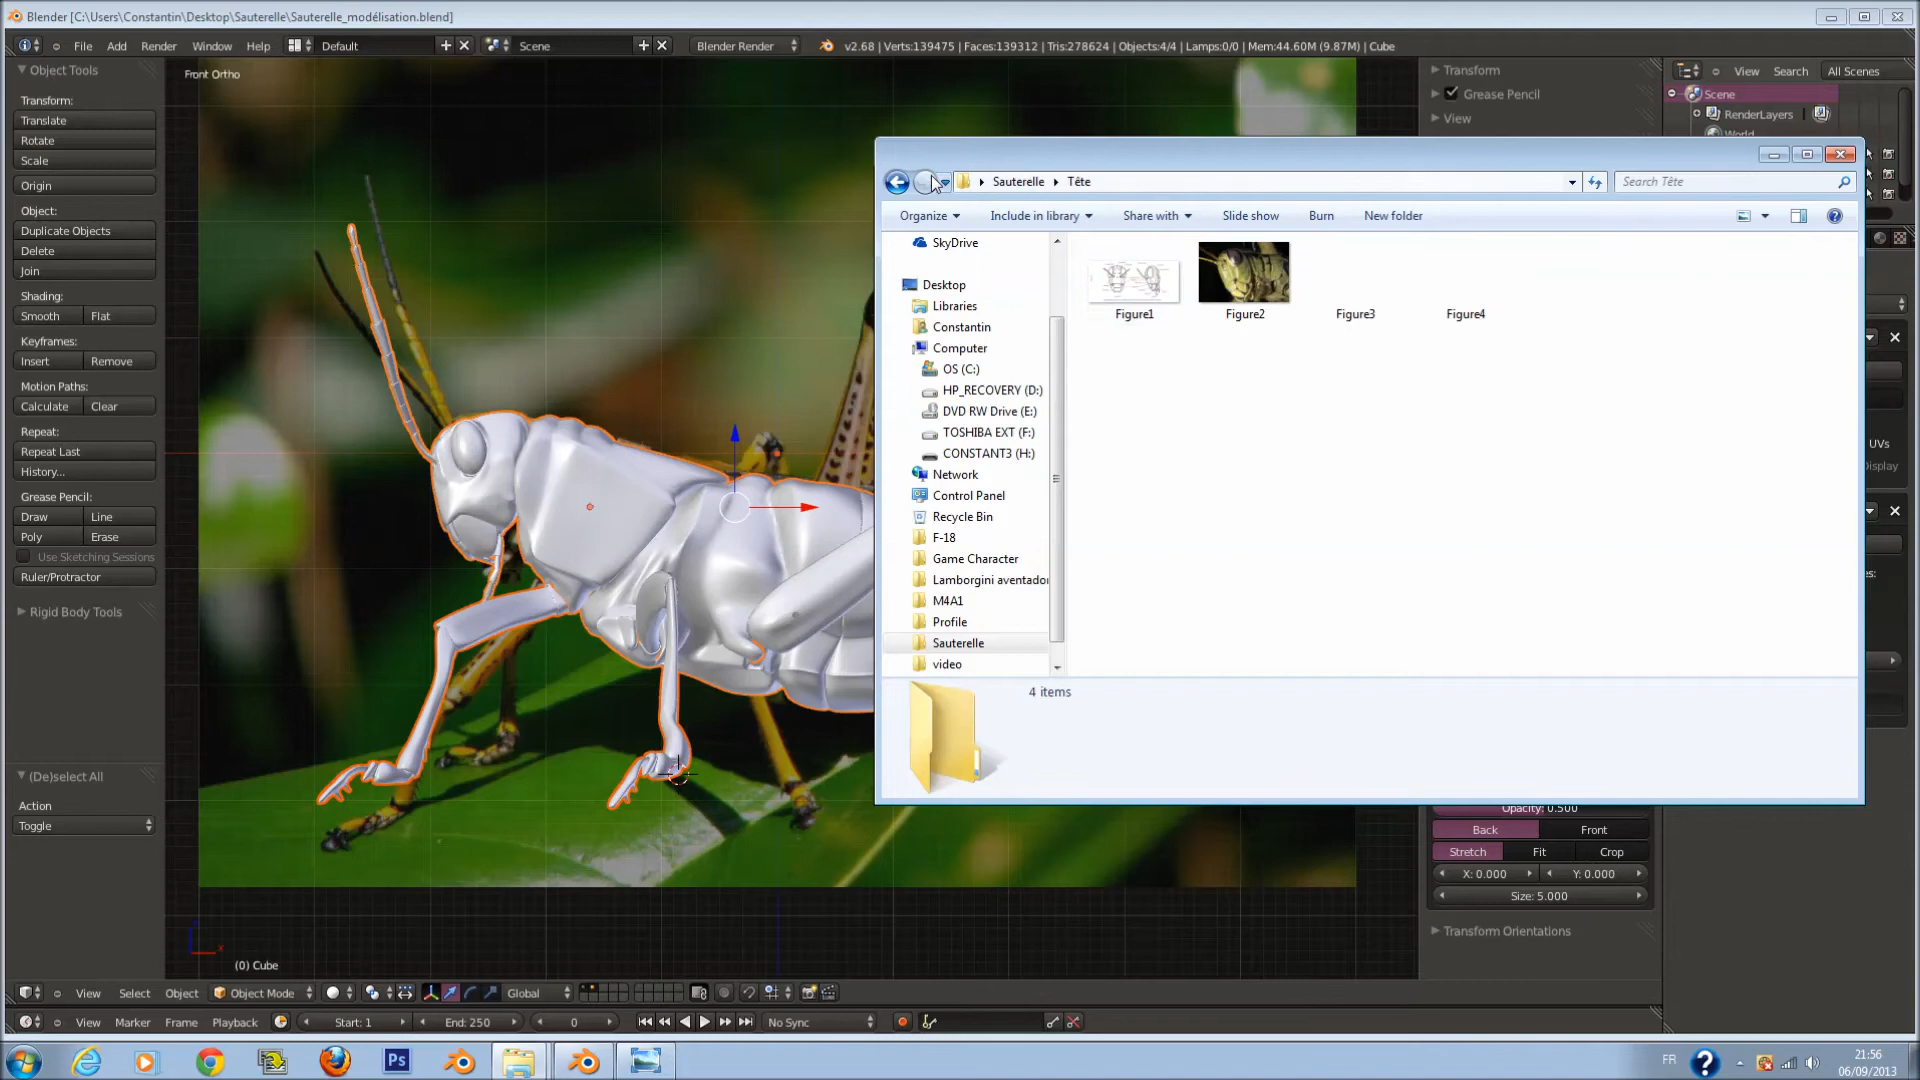 Blender [C:\Users\Constantin\Desktop\Sauterelle\Sauterelle_modélisation.blend]
File Add Render Window Help Default Scene Blender Render v2.68 | Verts:139475 | Faces:139312 | Tris:278624 | Objects:4/4 | Lamps:0/0 | Mem:44.60M (9.87M) | Cube
Object Tools
Transform:
Translate
Rotate
Scale
Origin
Object:
Duplicate Objects
Delete
Join
Shading:
Smooth Flat
Keyframes:
Insert Remove
Motion Paths:
Calculate Clear
Repeat:
Repeat Last
History...
Grease Pencil:
Draw Line
Poly Erase
Use Sketching Sessions
Ruler/Protractor
Rigid Body Tools
(De)select All
Action
Toggle
Front Ortho
(0) Cube
Transform
Grease Pencil
View
View Search All Scenes
Scene
RenderLayers
World
Sauterelle Tête
Search Tête
Organize Include in library Share with Slide show Burn New folder
SkyDrive
Desktop
Libraries
Constantin
Computer
OS (C:)
HP_RECOVERY (D:)
DVD RW Drive (E:)
TOSHIBA EXT (F:)
CONSTANT3 (H:)
Network
Control Panel
Recycle Bin
F-18
Game Character
Lamborgini aventador
M4A1
Profile
Sauterelle
video
Figure1 Figure2 Figure3 Figure4
4 items
UVs
Display
Opacity: 0.500
Back Front
Stretch Fit Crop
X: 0.000 Y: 0.000
Size: 5.000
Transform Orientations
View Select Object Object Mode Global
View Marker Frame Playback Start: 1 End: 250 0 No Sync
Ps
FR
21:56
06/09/2013